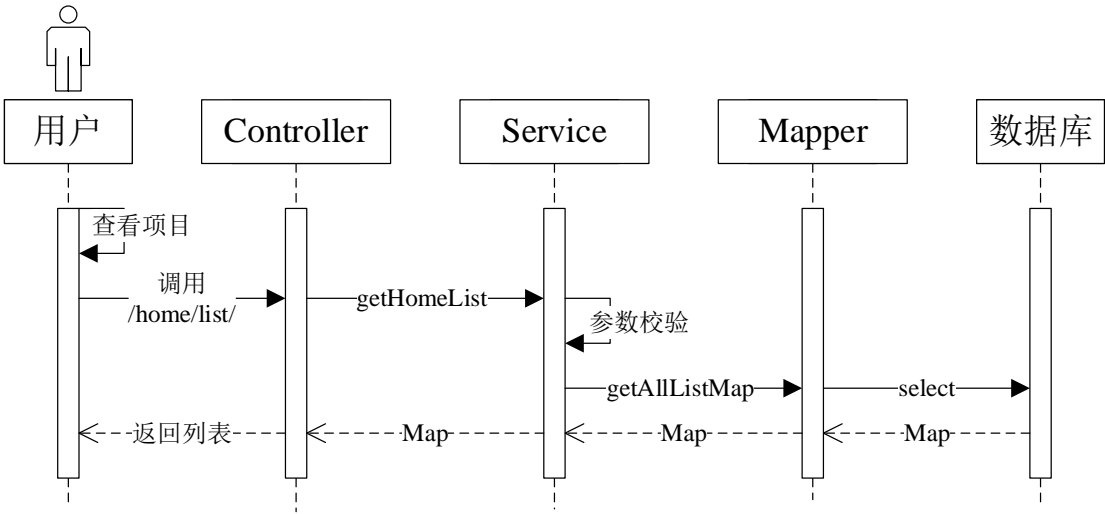 用户
Controller
Service
Mapper
数据库
查看项目
调用
/home/list/
getHomeList
参数校验
getAllListMap
select
返回列表
Map
Map
Map